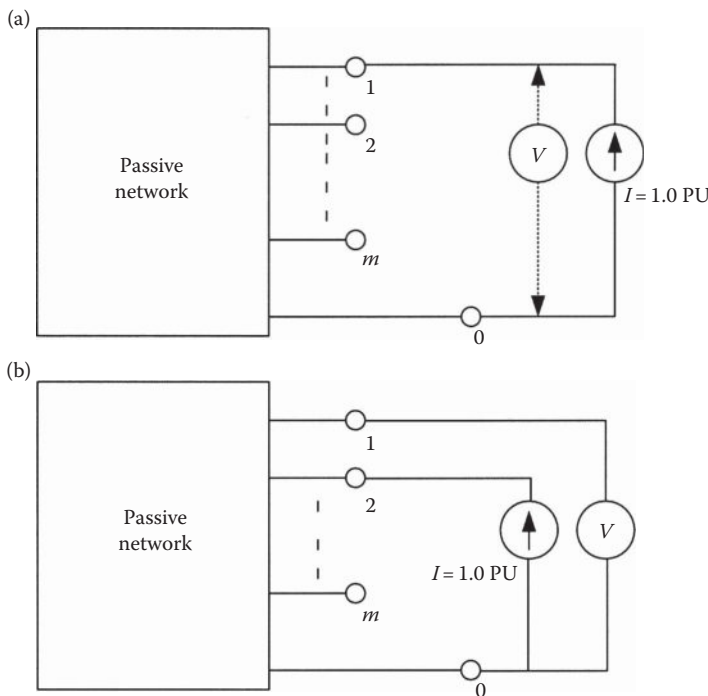 (a)
1
2
Passive
network
V
I = 1.0 PU
m
0
(b)
1
2
Passive
network
V
I = 1.0 PU
m
0